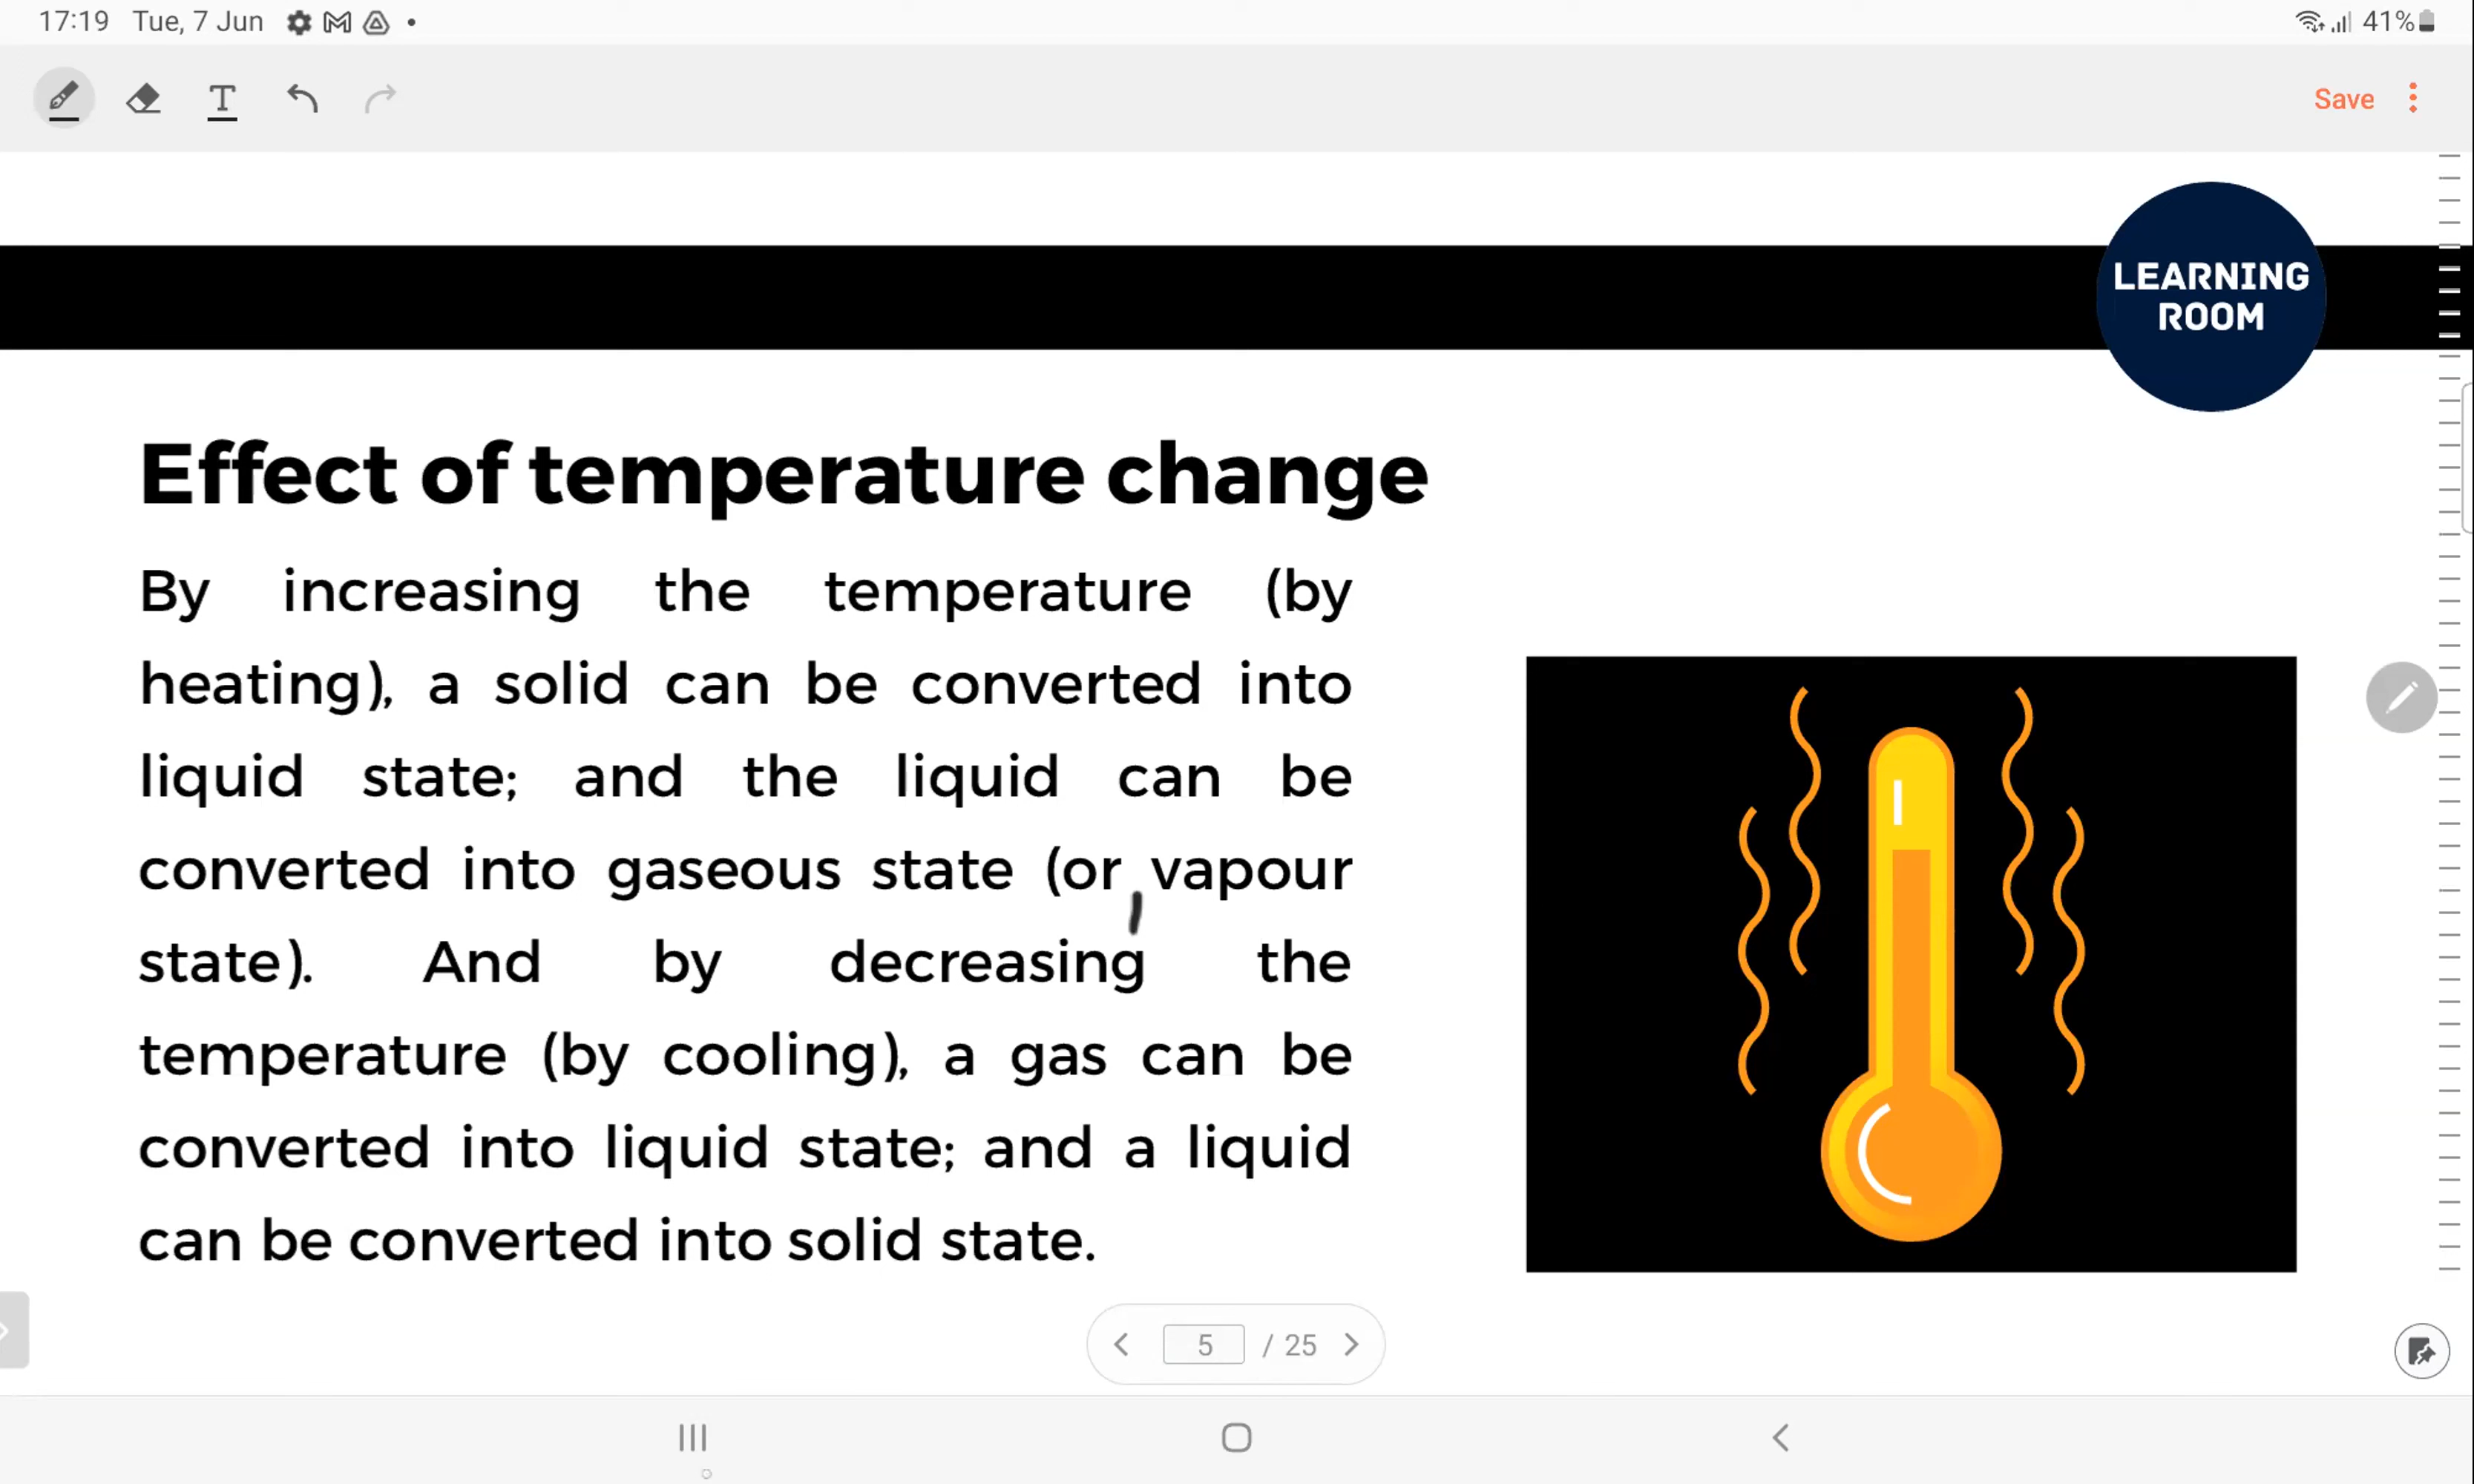 17:19 Tue, 7 Jun
41%
T
Save
LEARNING
ROOM
Effect of temperature change
By increasing the temperature (by
heating), a solid can be converted into
liquid state; and the liquid can be
converted into gaseous state (or vapour
state). And by decreasing the
temperature (by cooling), a gas can be
converted into liquid state; and a liquid
can be converted into solid state.
5 / 25